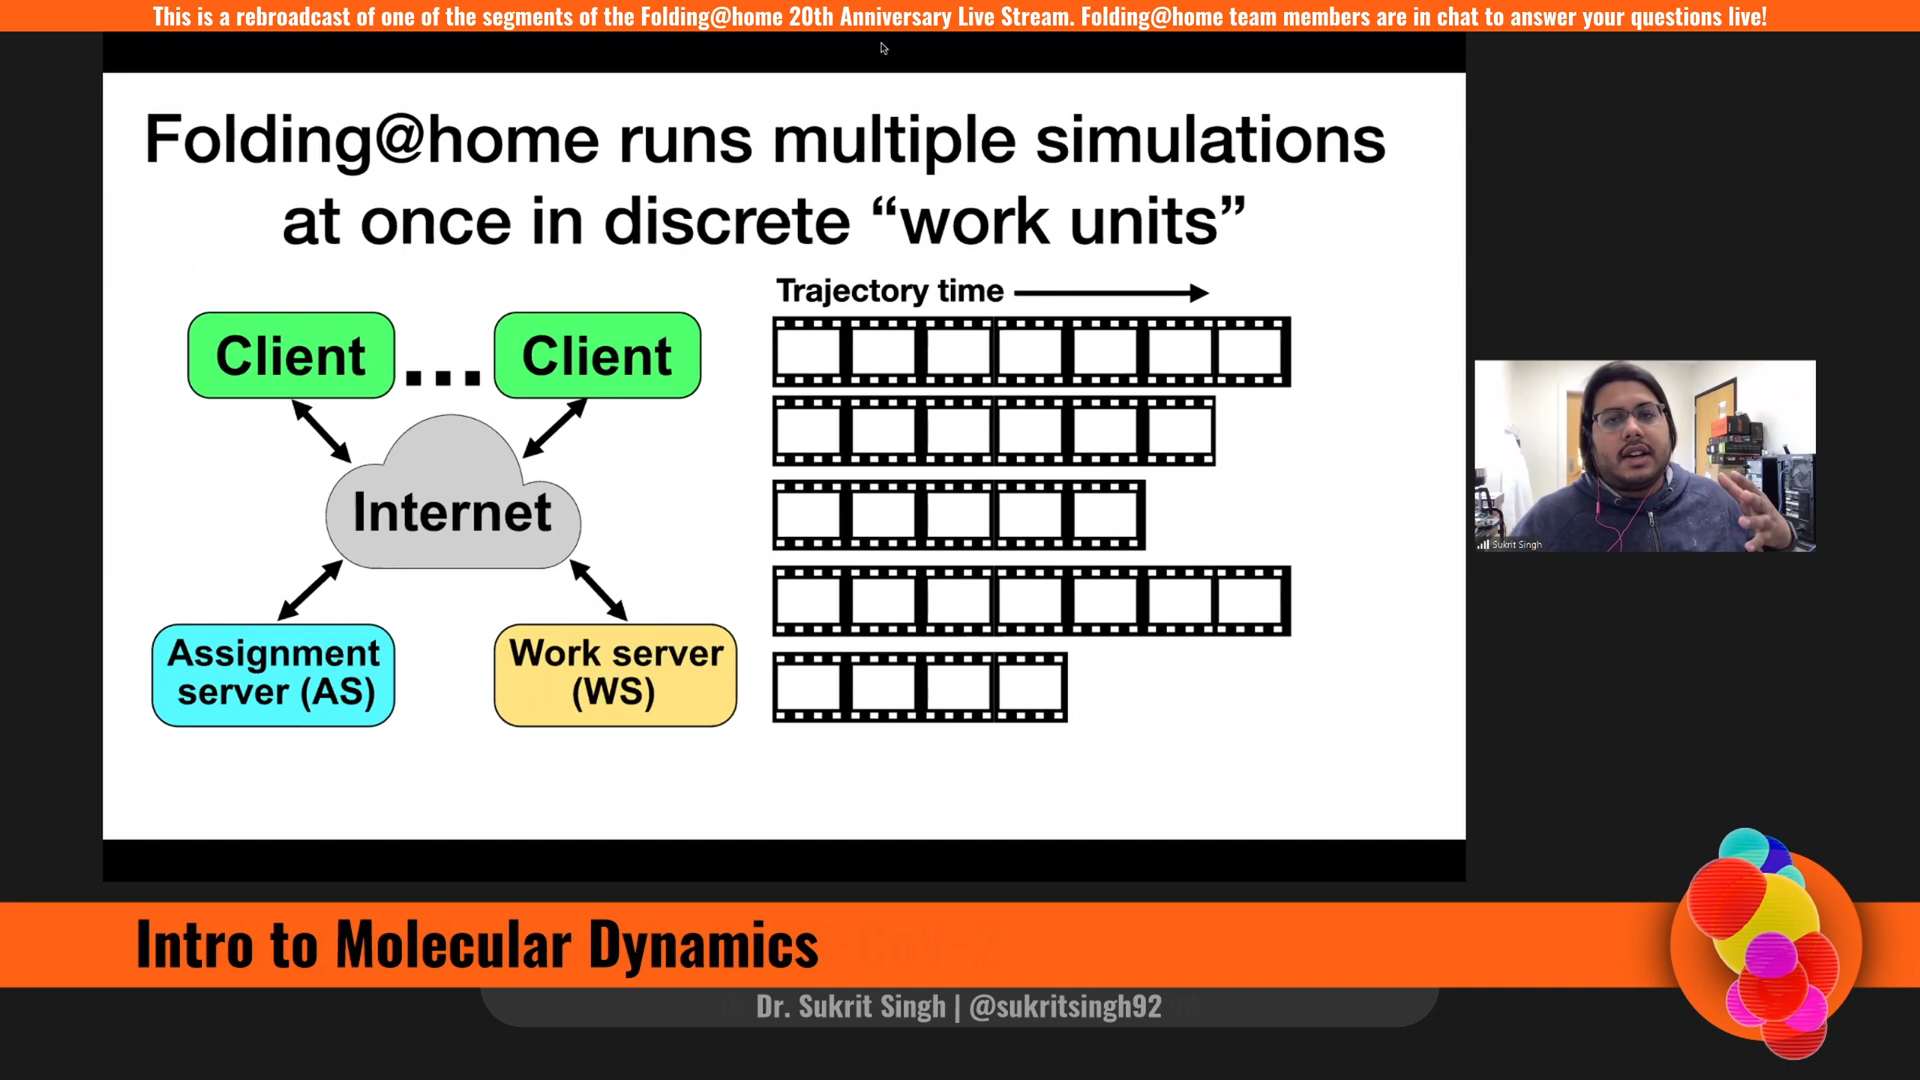 This is a rebroadcast of one of the segments of the Folding@home 20th Anniversary Live Stream. Folding@home team members are in chat to answer your questions live!
Folding@home runs multiple simulations
at once in discrete “work units”
Trajectory time
Client
...
Client
Internet
Assignment
server (AS)
Work server
(WS)
Sukrit Singh
Intro to Molecular Dynamics
CoV-2
Dr. Sukrit Singh | @sukritsingh92